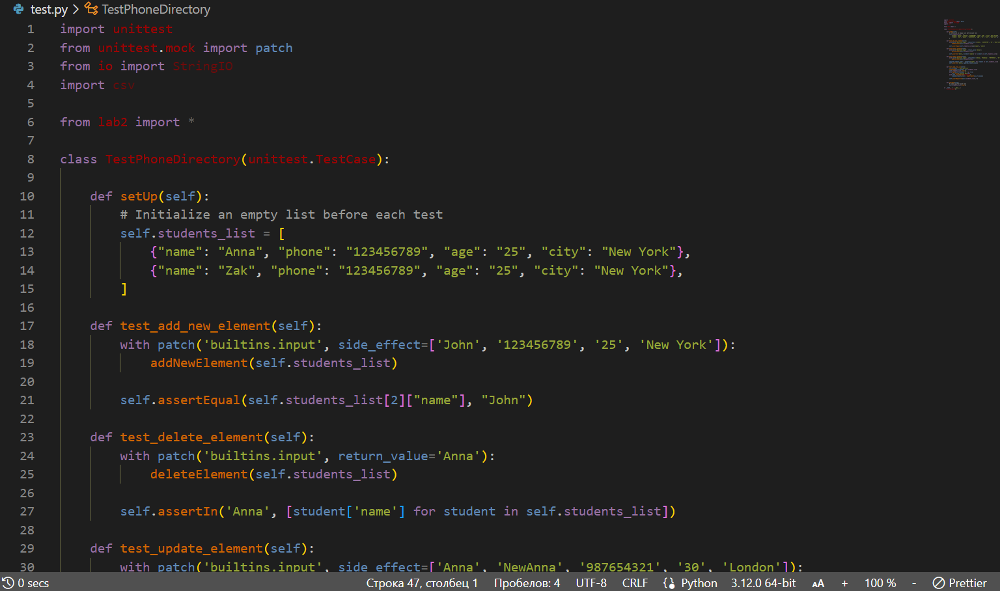 test.py > TestPhoneDirectory
1 import unittest
2 from unittest.mock import patch
3 from io import StringIO
4 import csv
5
6 from lab2 import *
7
8 class TestPhoneDirectory(unittest.TestCase):
9
10     def setUp(self):
11         # Initialize an empty list before each test
12         self.students_list = [
13             {"name": "Anna", "phone": "123456789", "age": "25", "city": "New York"},
14             {"name": "Zak", "phone": "123456789", "age": "25", "city": "New York"},
15         ]
16
17     def test_add_new_element(self):
18         with patch('builtins.input', side_effect=['John', '123456789', '25', 'New York']):
19             addNewElement(self.students_list)
20
21         self.assertEqual(self.students_list[2]["name"], "John")
22
23     def test_delete_element(self):
24         with patch('builtins.input', return_value='Anna'):
25             deleteElement(self.students_list)
26
27         self.assertIn('Anna', [student['name'] for student in self.students_list])
28
29     def test_update_element(self):
30         with patch('builtins.input', side_effect=['Anna', 'NewAnna', '987654321', '30', 'London']):
0 secs Строка 47, столбец 1 Пробелов: 4 UTF-8 CRLF Python 3.12.0 64-bit AA + 100 % - Prettier